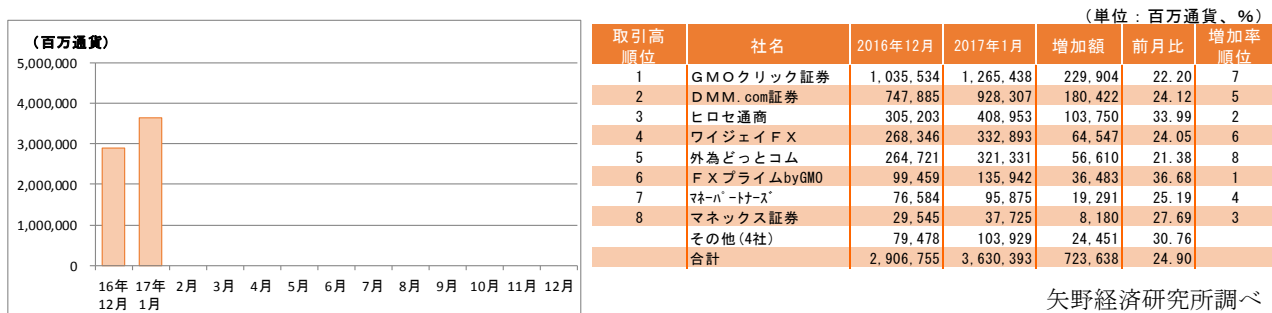 (百万通貨)
5,000,000
4,000,000
3,000,000
2,000,000
1,000,000
0
16年 17年 2月 3月 4月 5月 6月 7月 8月 9月 10月 11月 12月
12月 1月
(単位:百万通貨、%)
取引高順位 社名 2016年12月 2017年1月 増加額 前月比 増加率順位
1 GMOクリック証券 1,035,534 1,265,438 229,904 22.20 7
2 DMM.com証券 747,885 928,307 180,422 24.12 5
3 ヒロセ通商 305,203 408,953 103,750 33.99 2
4 ワイジェイFX 268,346 332,893 64,547 24.05 6
5 外為どっとコム 264,721 321,331 56,610 21.38 8
6 FXプライムbyGMO 99,459 135,942 36,483 36.68 1
7 マネーパートナーズ 76,584 95,875 19,291 25.19 4
8 マネックス証券 29,545 37,725 8,180 27.69 3
その他(4社) 79,478 103,929 24,451 30.76
合計 2,906,755 3,630,393 723,638 24.90
矢野経済研究所調べ